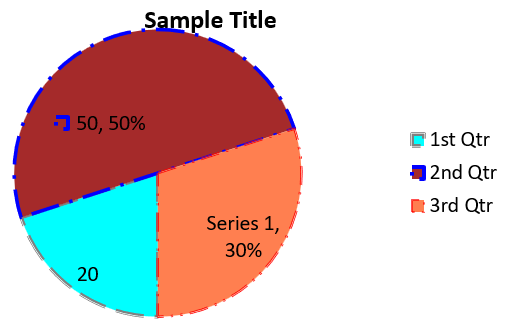 Sample Title
50, 50%
1st Qtr
2nd Qtr
3rd Qtr
Series 1,
30%
20